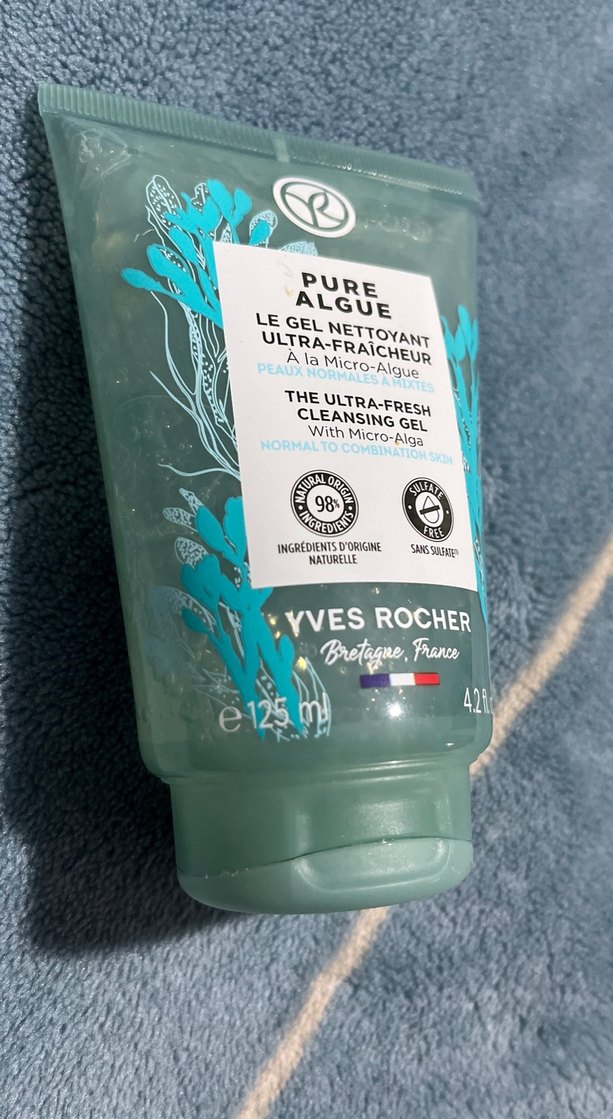 PURE
ALGUE
LE GEL NETTOYANT
ULTRA-FRAÎCHEUR
À la Micro-Algue
PEAUX NORMALES À MIXTES
THE ULTRA-FRESH
CLEANSING GEL
With Micro-Alga
NORMAL TO COMBINATION SKIN
NATURAL ORIGIN
98%
INGREDIENTS
INGRÉDIENTS D'ORIGINE
NATURELLE
SULFATE
FREE
SANS SULFATE
YVES ROCHER
Bretagne, France
e 125 ml
4.2 fl.